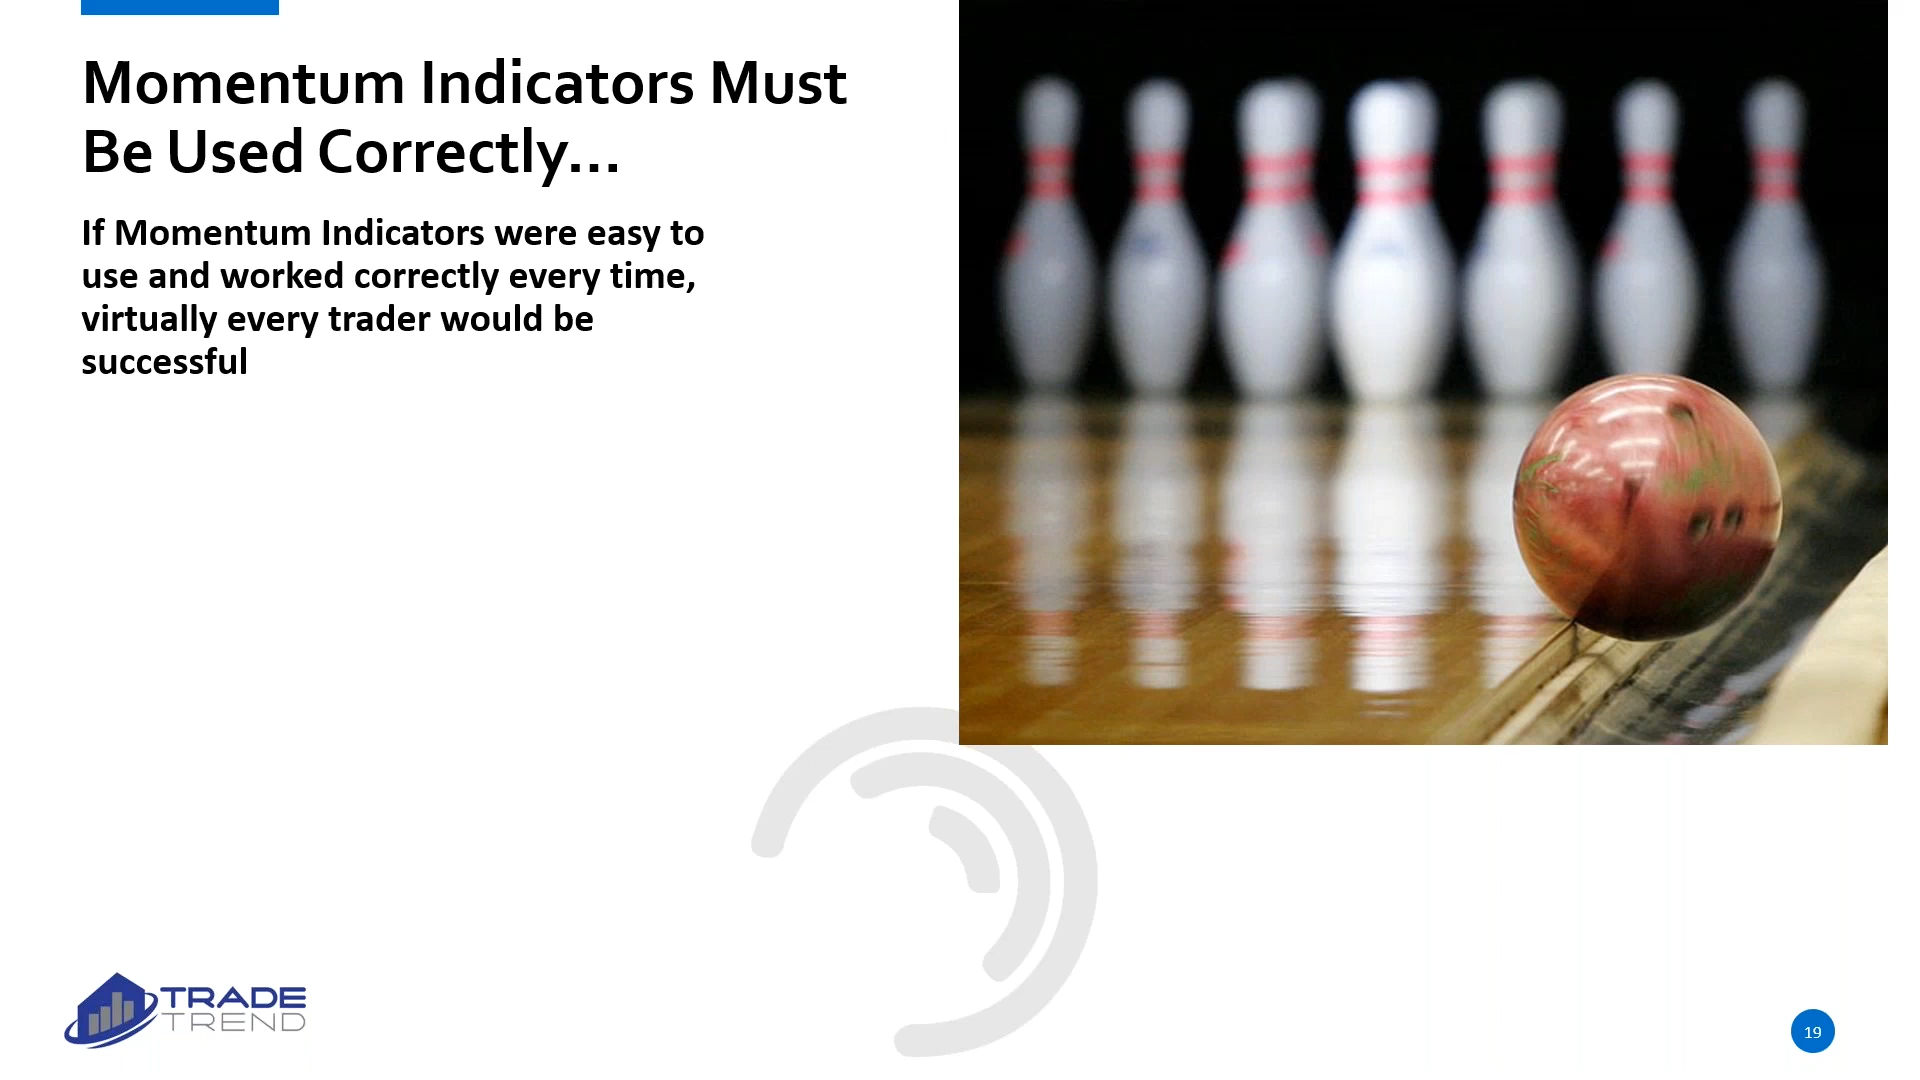 Momentum Indicators Must
Be Used Correctly...
If Momentum Indicators were easy to
use and worked correctly every time,
virtually every trader would be
successful
TRADE
TREND
19